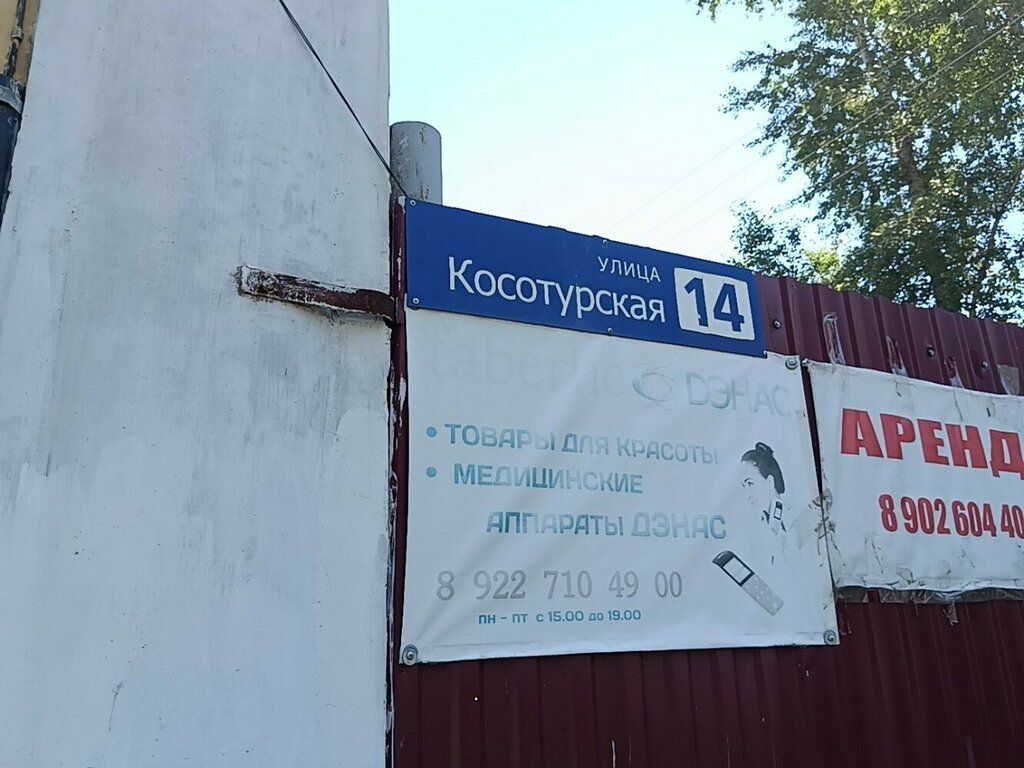 УЛИЦА
Косотурская 14
faberlic ДЭНАС
• ТОВАРЫ ДЛЯ КРАСОТЫ
• МЕДИЦИНСКИЕ
АППАРАТЫ ДЭНАС
8 922 710 49 00
ПН - ПТ С 15.00 ДО 19.00
АРЕНД
8 902 604 40